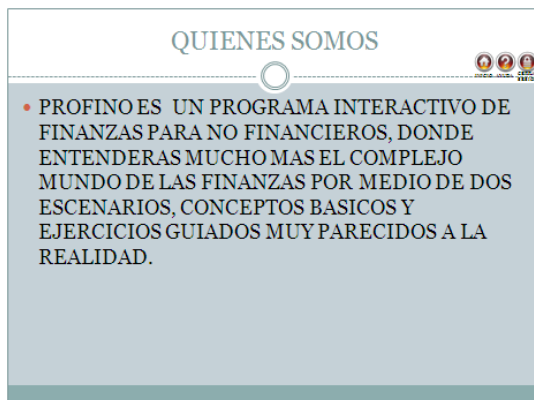 QUIENES SOMOS
• PROFINO ES UN PROGRAMA INTERACTIVO DE
FINANZAS PARA NO FINANCIEROS, DONDE
ENTENDERAS MUCHO MAS EL COMPLEJO
MUNDO DE LAS FINANZAS POR MEDIO DE DOS
ESCENARIOS, CONCEPTOS BASICOS Y
EJERCICIOS GUIADOS MUY PARECIDOS A LA
REALIDAD.